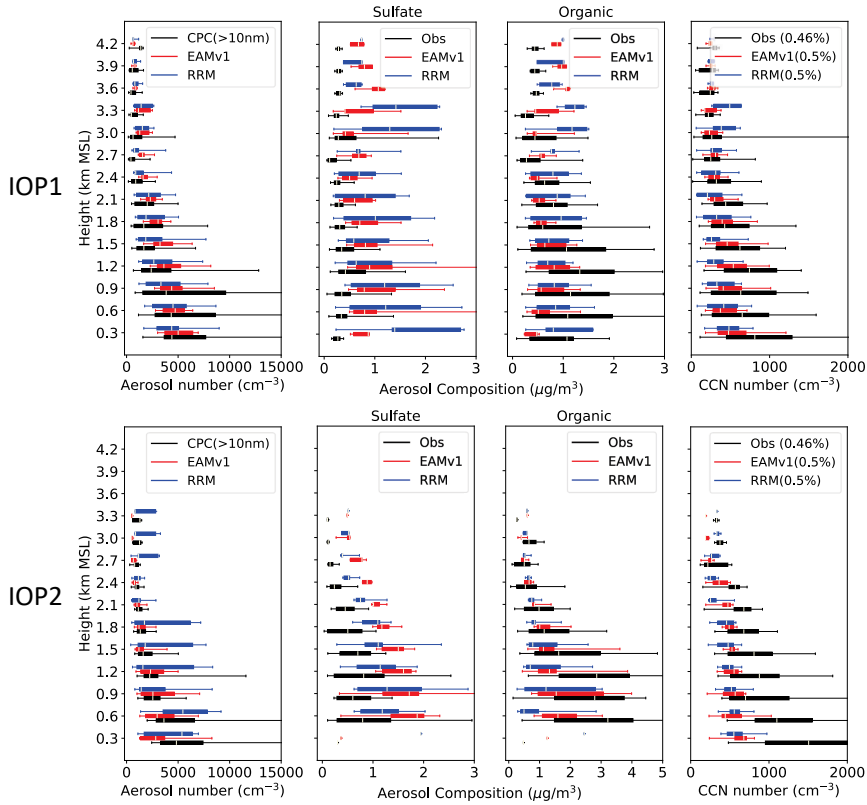 Sulfate
Organic
4.2
3.9
3.6
3.3
3.0
2.7
2.4
2.1
1.8
1.5
1.2
0.9
0.6
0.3
Height (km MSL)
IOP1
CPC(>10nm)
EAMv1
RRM
Obs
EAMv1
RRM
Obs
EAMv1
RRM
Obs (0.46%)
EAMv1(0.5%)
RRM(0.5%)
0 5000 10000 15000
0 1 2 3
0 1 2 3
0 1000 2000
Aerosol number (cm⁻³)
Aerosol Composition (μg/m³)
CCN number (cm⁻³)
Sulfate
Organic
4.2
3.9
3.6
3.3
3.0
2.7
2.4
2.1
1.8
1.5
1.2
0.9
0.6
0.3
Height (km MSL)
IOP2
CPC(>10nm)
EAMv1
RRM
Obs
EAMv1
RRM
Obs
EAMv1
RRM
Obs (0.46%)
EAMv1(0.5%)
RRM(0.5%)
0 5000 10000 15000
0 1 2 3
0 1 2 3 4 5
0 1000 2000
Aerosol number (cm⁻³)
Aerosol Composition (μg/m³)
CCN number (cm⁻³)